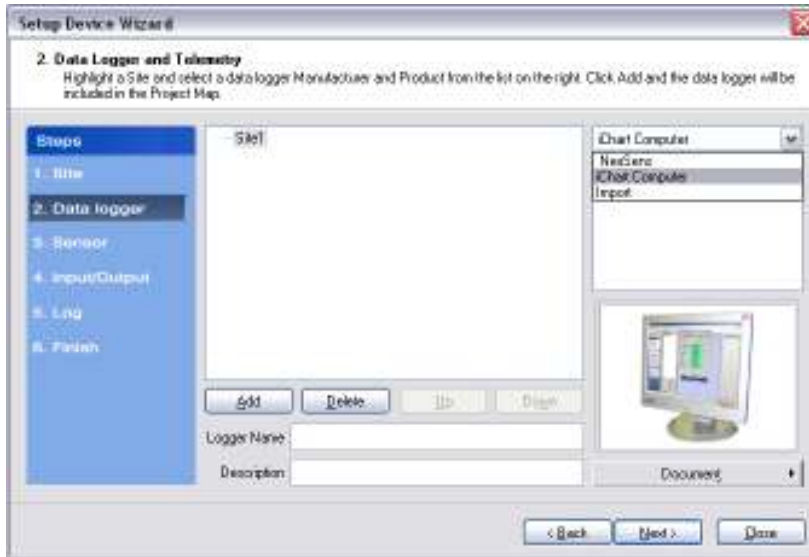 Setup Device Wizard
2. Data Logger and Telemetry
Highlight a Site and select a data logger Manufacturer and Product from the list on the right. Click Add and the data logger will be
included in the Project Map.
Steps
1. Site
2. Data logger
3. Sensor
4. Input/Output
5. Log
6. Finish
Site1
iChart Computer
NexSens
iChart Computer
Import
Add
Delete
Up
Down
Logger Name
Description
Document
< Back
Next >
Close